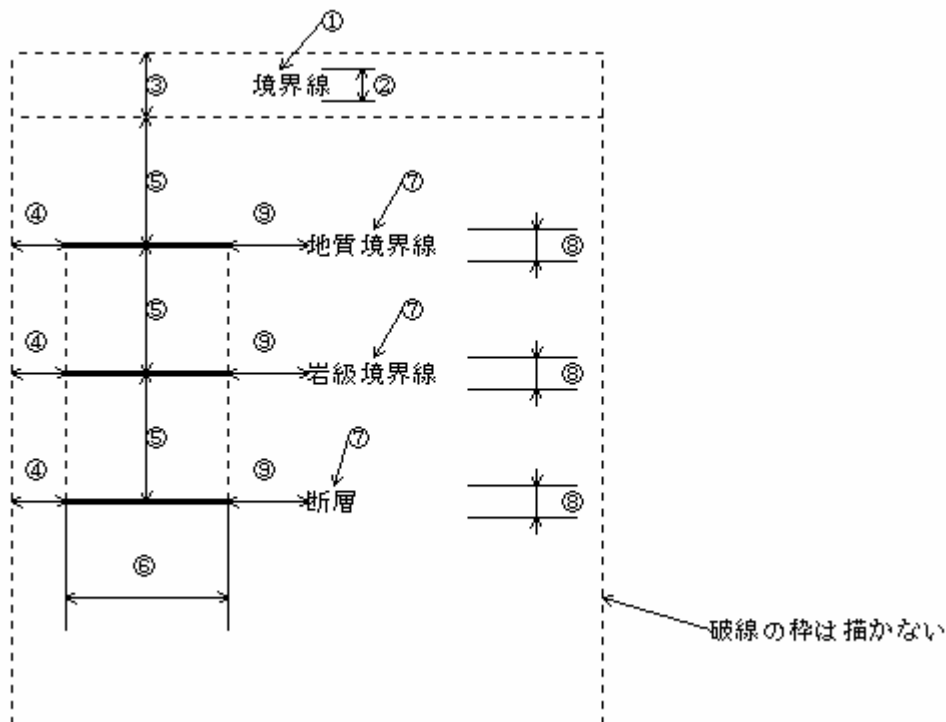 ①
③ 境界線 ②
⑤ ⑦
④ ⑨
地質境界線 ⑧
⑤ ⑦
④ ⑨
岩級境界線 ⑧
⑤ ⑦
④ ⑨
断層 ⑧
⑥
破線の枠は描かない